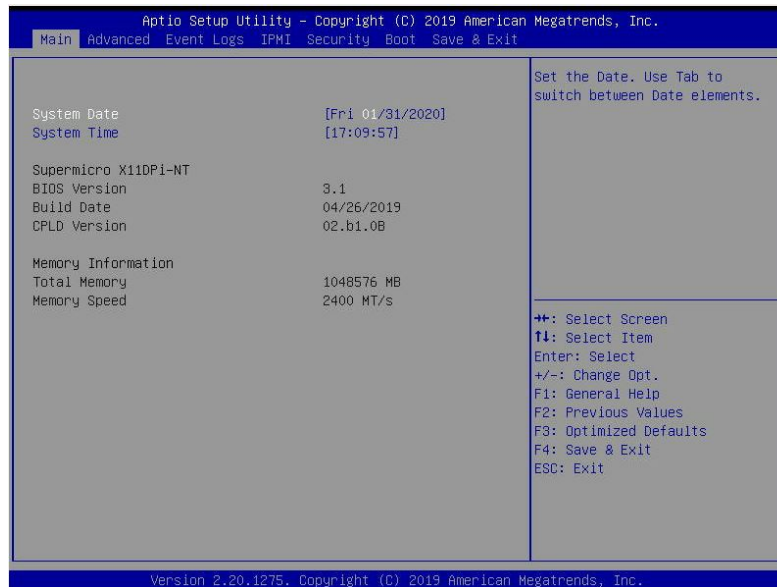 Aptio Setup Utility – Copyright (C) 2019 American Megatrends, Inc.
Main Advanced Event Logs IPMI Security Boot Save & Exit
System Date [Fri 01/31/2020]
System Time [17:09:57]
Supermicro X11DPi-NT
BIOS Version 3.1
Build Date 04/26/2019
CPLD Version 02.b1.0B
Memory Information
Total Memory 1048576 MB
Memory Speed 2400 MT/s
Set the Date. Use Tab to
switch between Date elements.
→←: Select Screen
↑↓: Select Item
Enter: Select
+/-: Change Opt.
F1: General Help
F2: Previous Values
F3: Optimized Defaults
F4: Save & Exit
ESC: Exit
Version 2.20.1275. Copyright (C) 2019 American Megatrends, Inc.